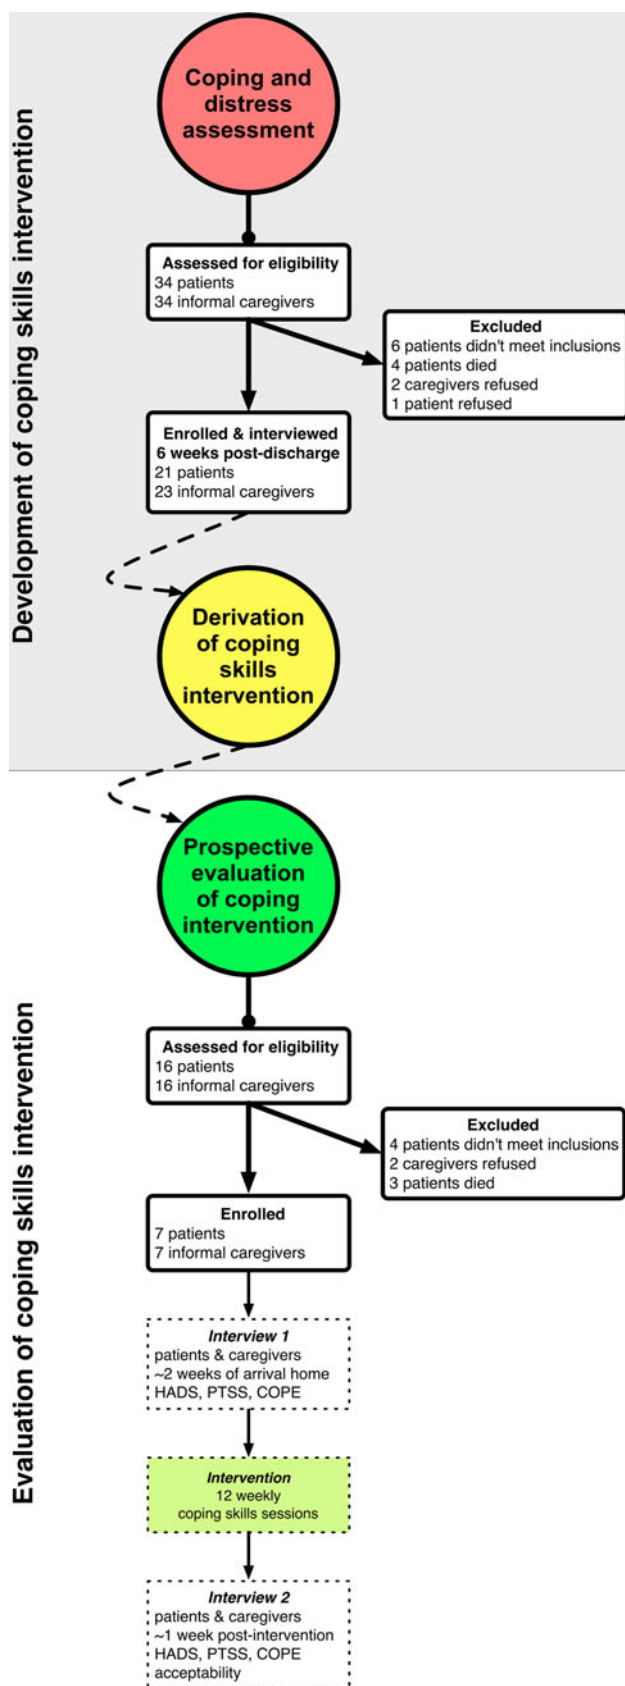 Development of coping skills intervention
Coping and
distress
assessment
Assessed for eligibility
34 patients
34 informal caregivers
Excluded
6 patients didn't meet inclusions
4 patients died
2 caregivers refused
1 patient refused
Enrolled & interviewed
6 weeks post-discharge
21 patients
23 informal caregivers
Derivation
of coping
skills
intervention
Evaluation of coping skills intervention
Prospective
evaluation
of coping
intervention
Assessed for eligibility
16 patients
16 informal caregivers
Excluded
4 patients didn't meet inclusions
2 caregivers refused
3 patients died
Enrolled
7 patients
7 informal caregivers
Interview 1
patients & caregivers
~2 weeks of arrival home
HADS, PTSS, COPE
Intervention
12 weekly
coping skills sessions
Interview 2
patients & caregivers
~1 week post-intervention
HADS, PTSS, COPE
acceptability